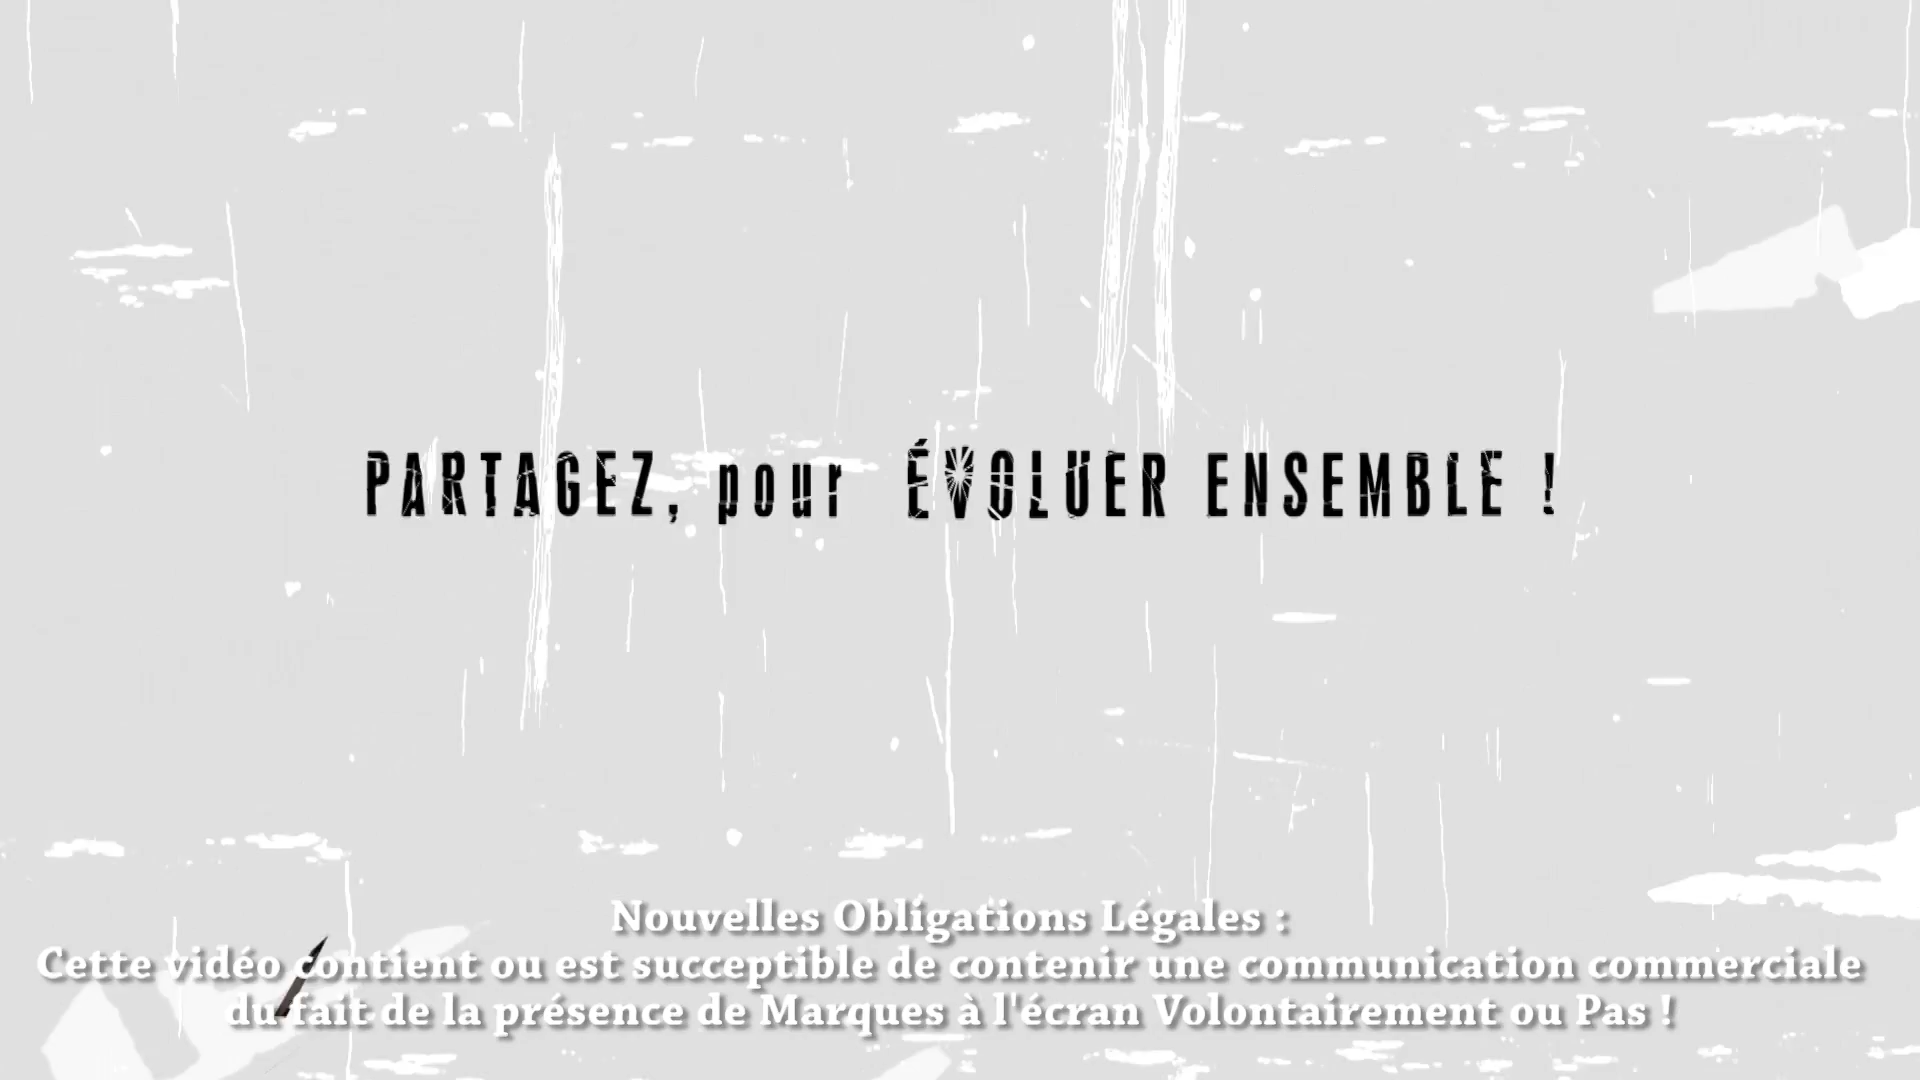 PARTAGEZ, pour ÉVOLUER ENSEMBLE !
Nouvelles Obligations Légales :
Cette vidéo contient ou est succeptible de contenir une communication commerciale
du fait de la présence de Marques à l'écran Volontairement ou Pas !